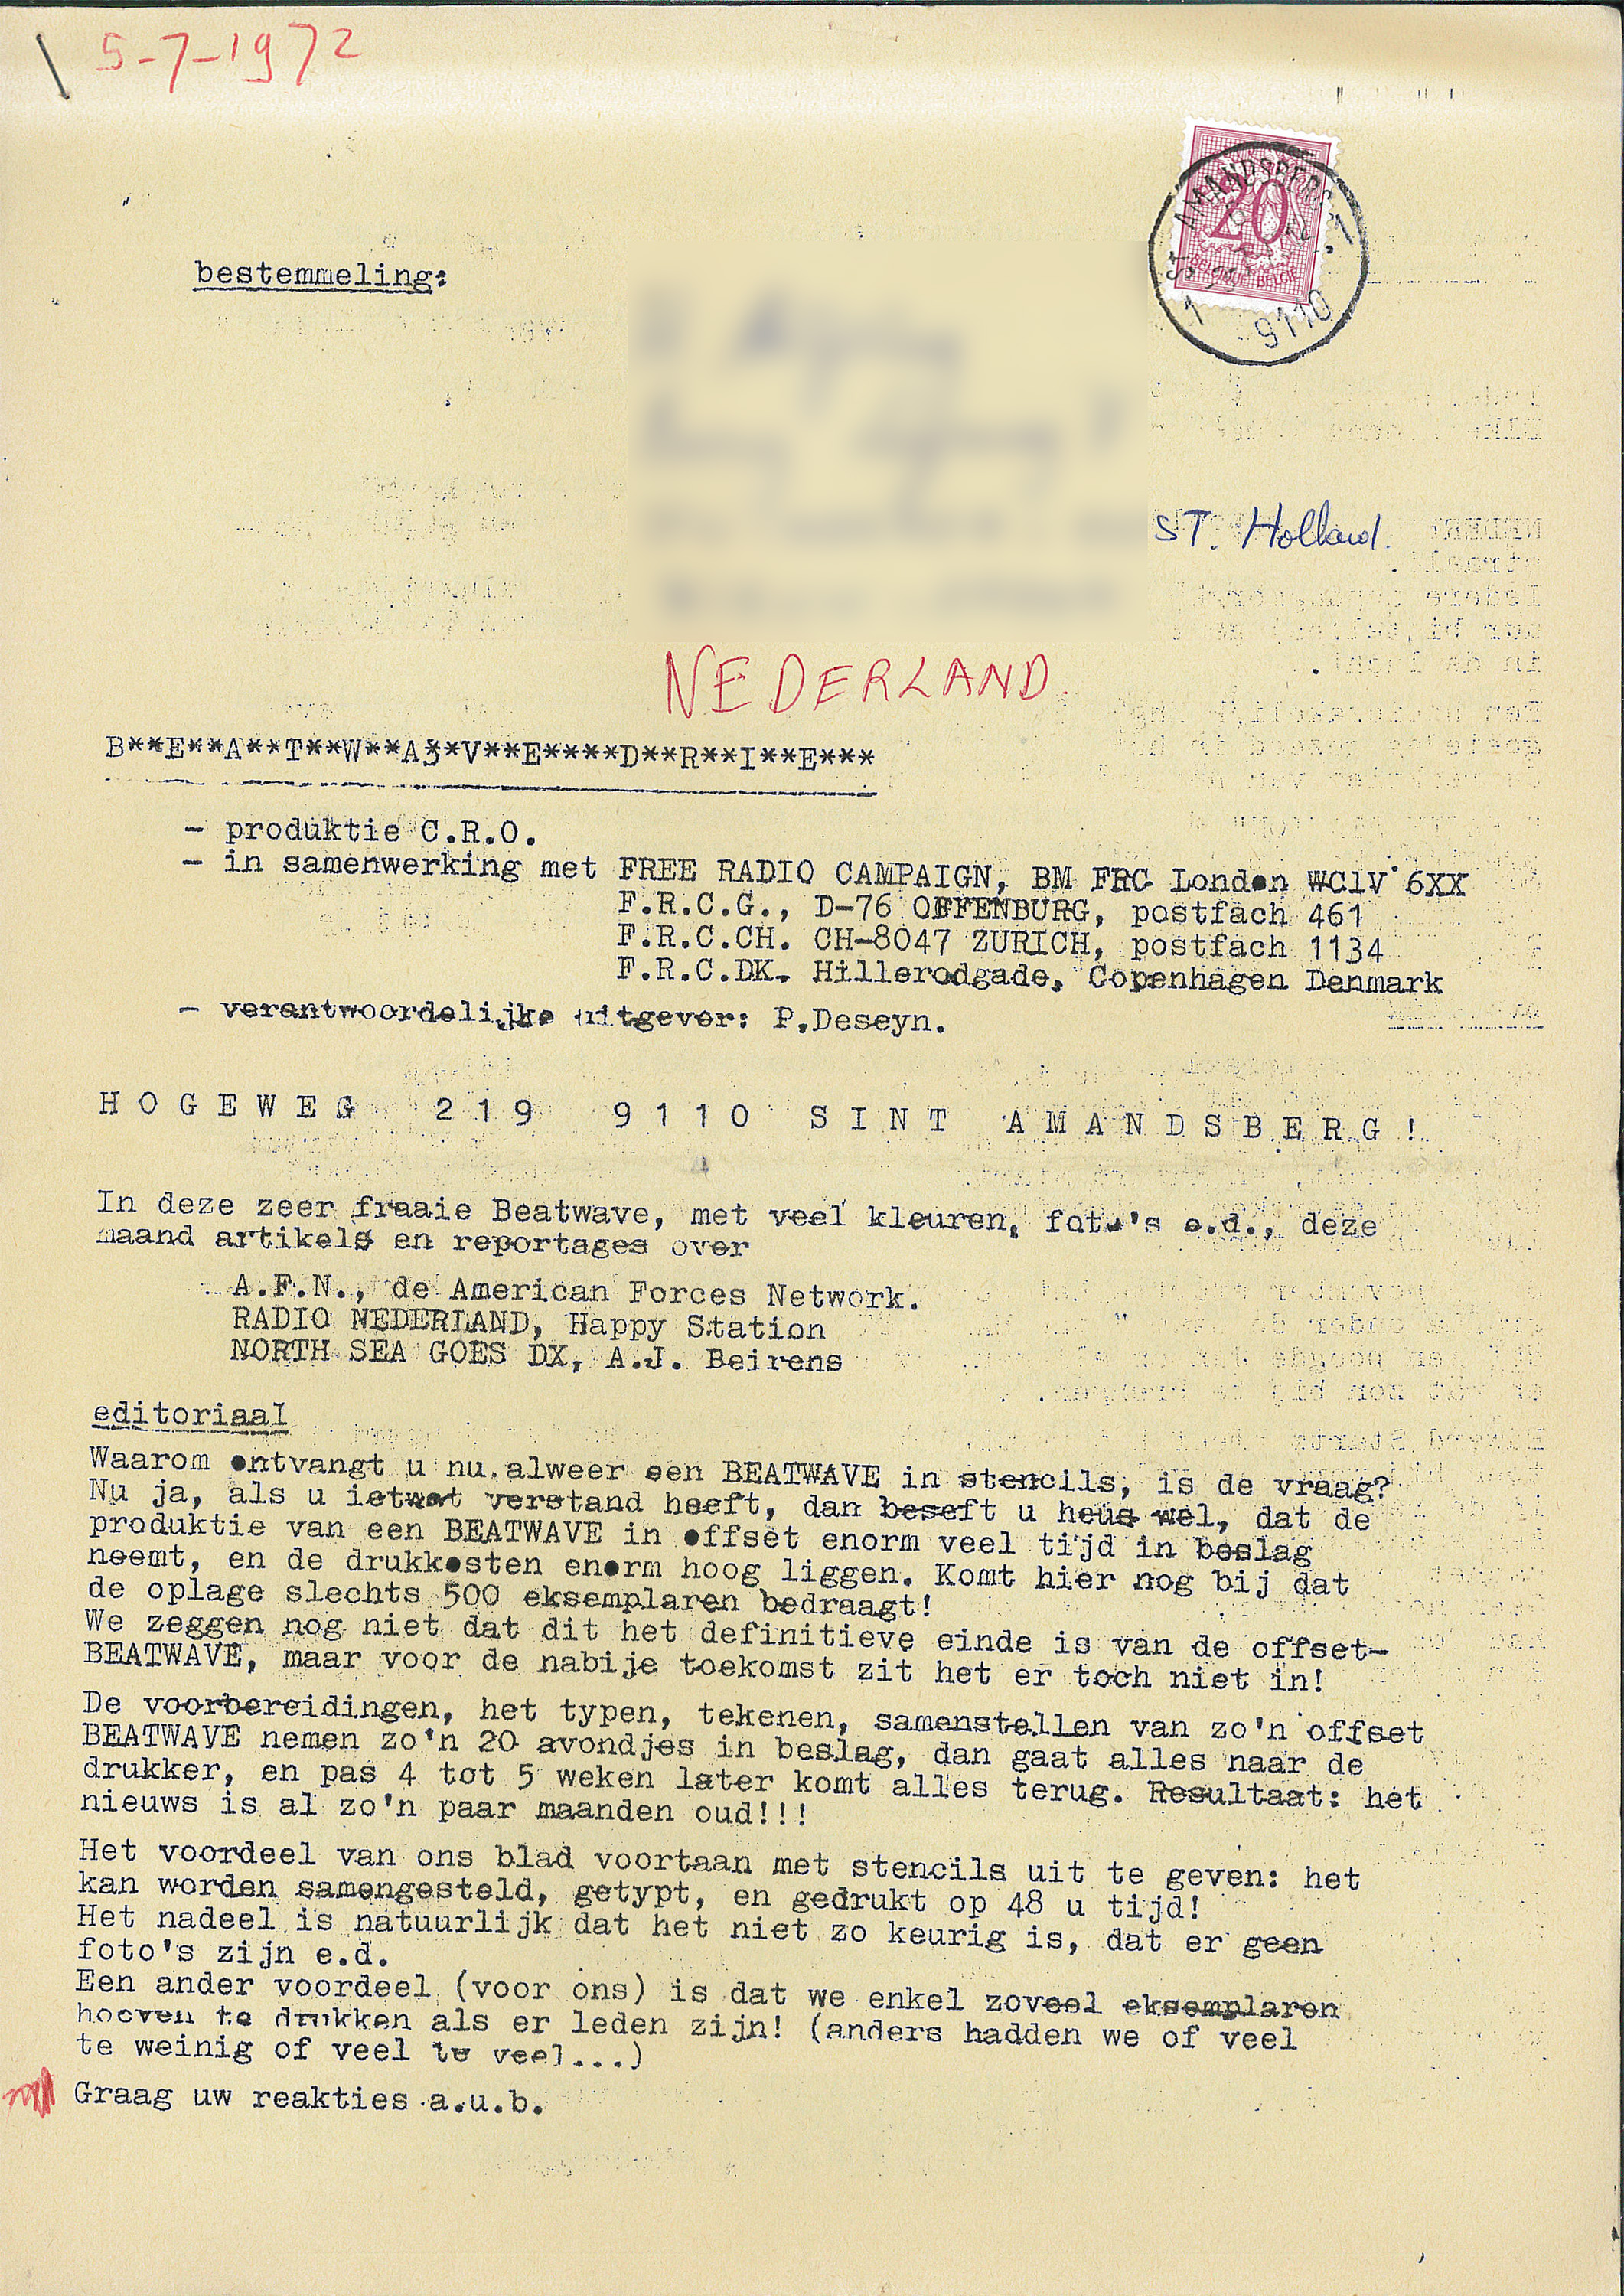 5-7-1972
20
BELGIQUE-BELGIE
ST. AMANDSBERG 1
1 9110
bestemmeling:
ST. Holland.
NEDERLAND.
B**E**A**T**W**A3*V**E****D**R**I**E***
- produktie C.R.O.
- in samenwerking met FREE RADIO CAMPAIGN, BM FRC London WC1V 6XX
F.R.C.G., D-76 OFFENBURG, postfach 461
F.R.C.CH. CH-8047 ZURICH, postfach 1134
F.R.C.DK. Hillerodgade, Copenhagen Denmark
- verantwoordelijke uitgever: P.Deseyn.
HOGEWEG 219 9110 SINT AMANDSBERG!
In deze zeer fraaie Beatwave, met veel kleuren, foto's e.d., deze
maand artikels en reportages over
A.F.N., de American Forces Network.
RADIO NEDERLAND, Happy Station
NORTH SEA GOES DX, A.J. Beirens
editoriaal
Waarom ontvangt u nu alweer een BEATWAVE in stencils, is de vraag?
Nu ja, als u ietwat verstand heeft, dan beseft u heus wel, dat de
produktie van een BEATWAVE in offset enorm veel tijd in beslag
neemt, en de drukkosten enorm hoog liggen. Komt hier nog bij dat
de oplage slechts 500 eksemplaren bedraagt!
We zeggen nog niet dat dit het definitieve einde is van de offset-
BEATWAVE, maar voor de nabije toekomst zit het er toch niet in!
De voorbereidingen, het typen, tekenen, samenstellen van zo'n offset
BEATWAVE nemen zo'n 20 avondjes in beslag, dan gaat alles naar de
drukker, en pas 4 tot 5 weken later komt alles terug. Resultaat: het
nieuws is al zo'n paar maanden oud!!!
Het voordeel van ons blad voortaan met stencils uit te geven: het
kan worden samengesteld, getypt, en gedrukt op 48 u tijd!
Het nadeel is natuurlijk dat het niet zo keurig is, dat er geen
foto's zijn e.d.
Een ander voordeel (voor ons) is dat we enkel zoveel eksemplaren
hoeven te drukken als er leden zijn! (anders hadden we of veel
te weinig of veel te veel...)
Graag uw reakties a.u.b.